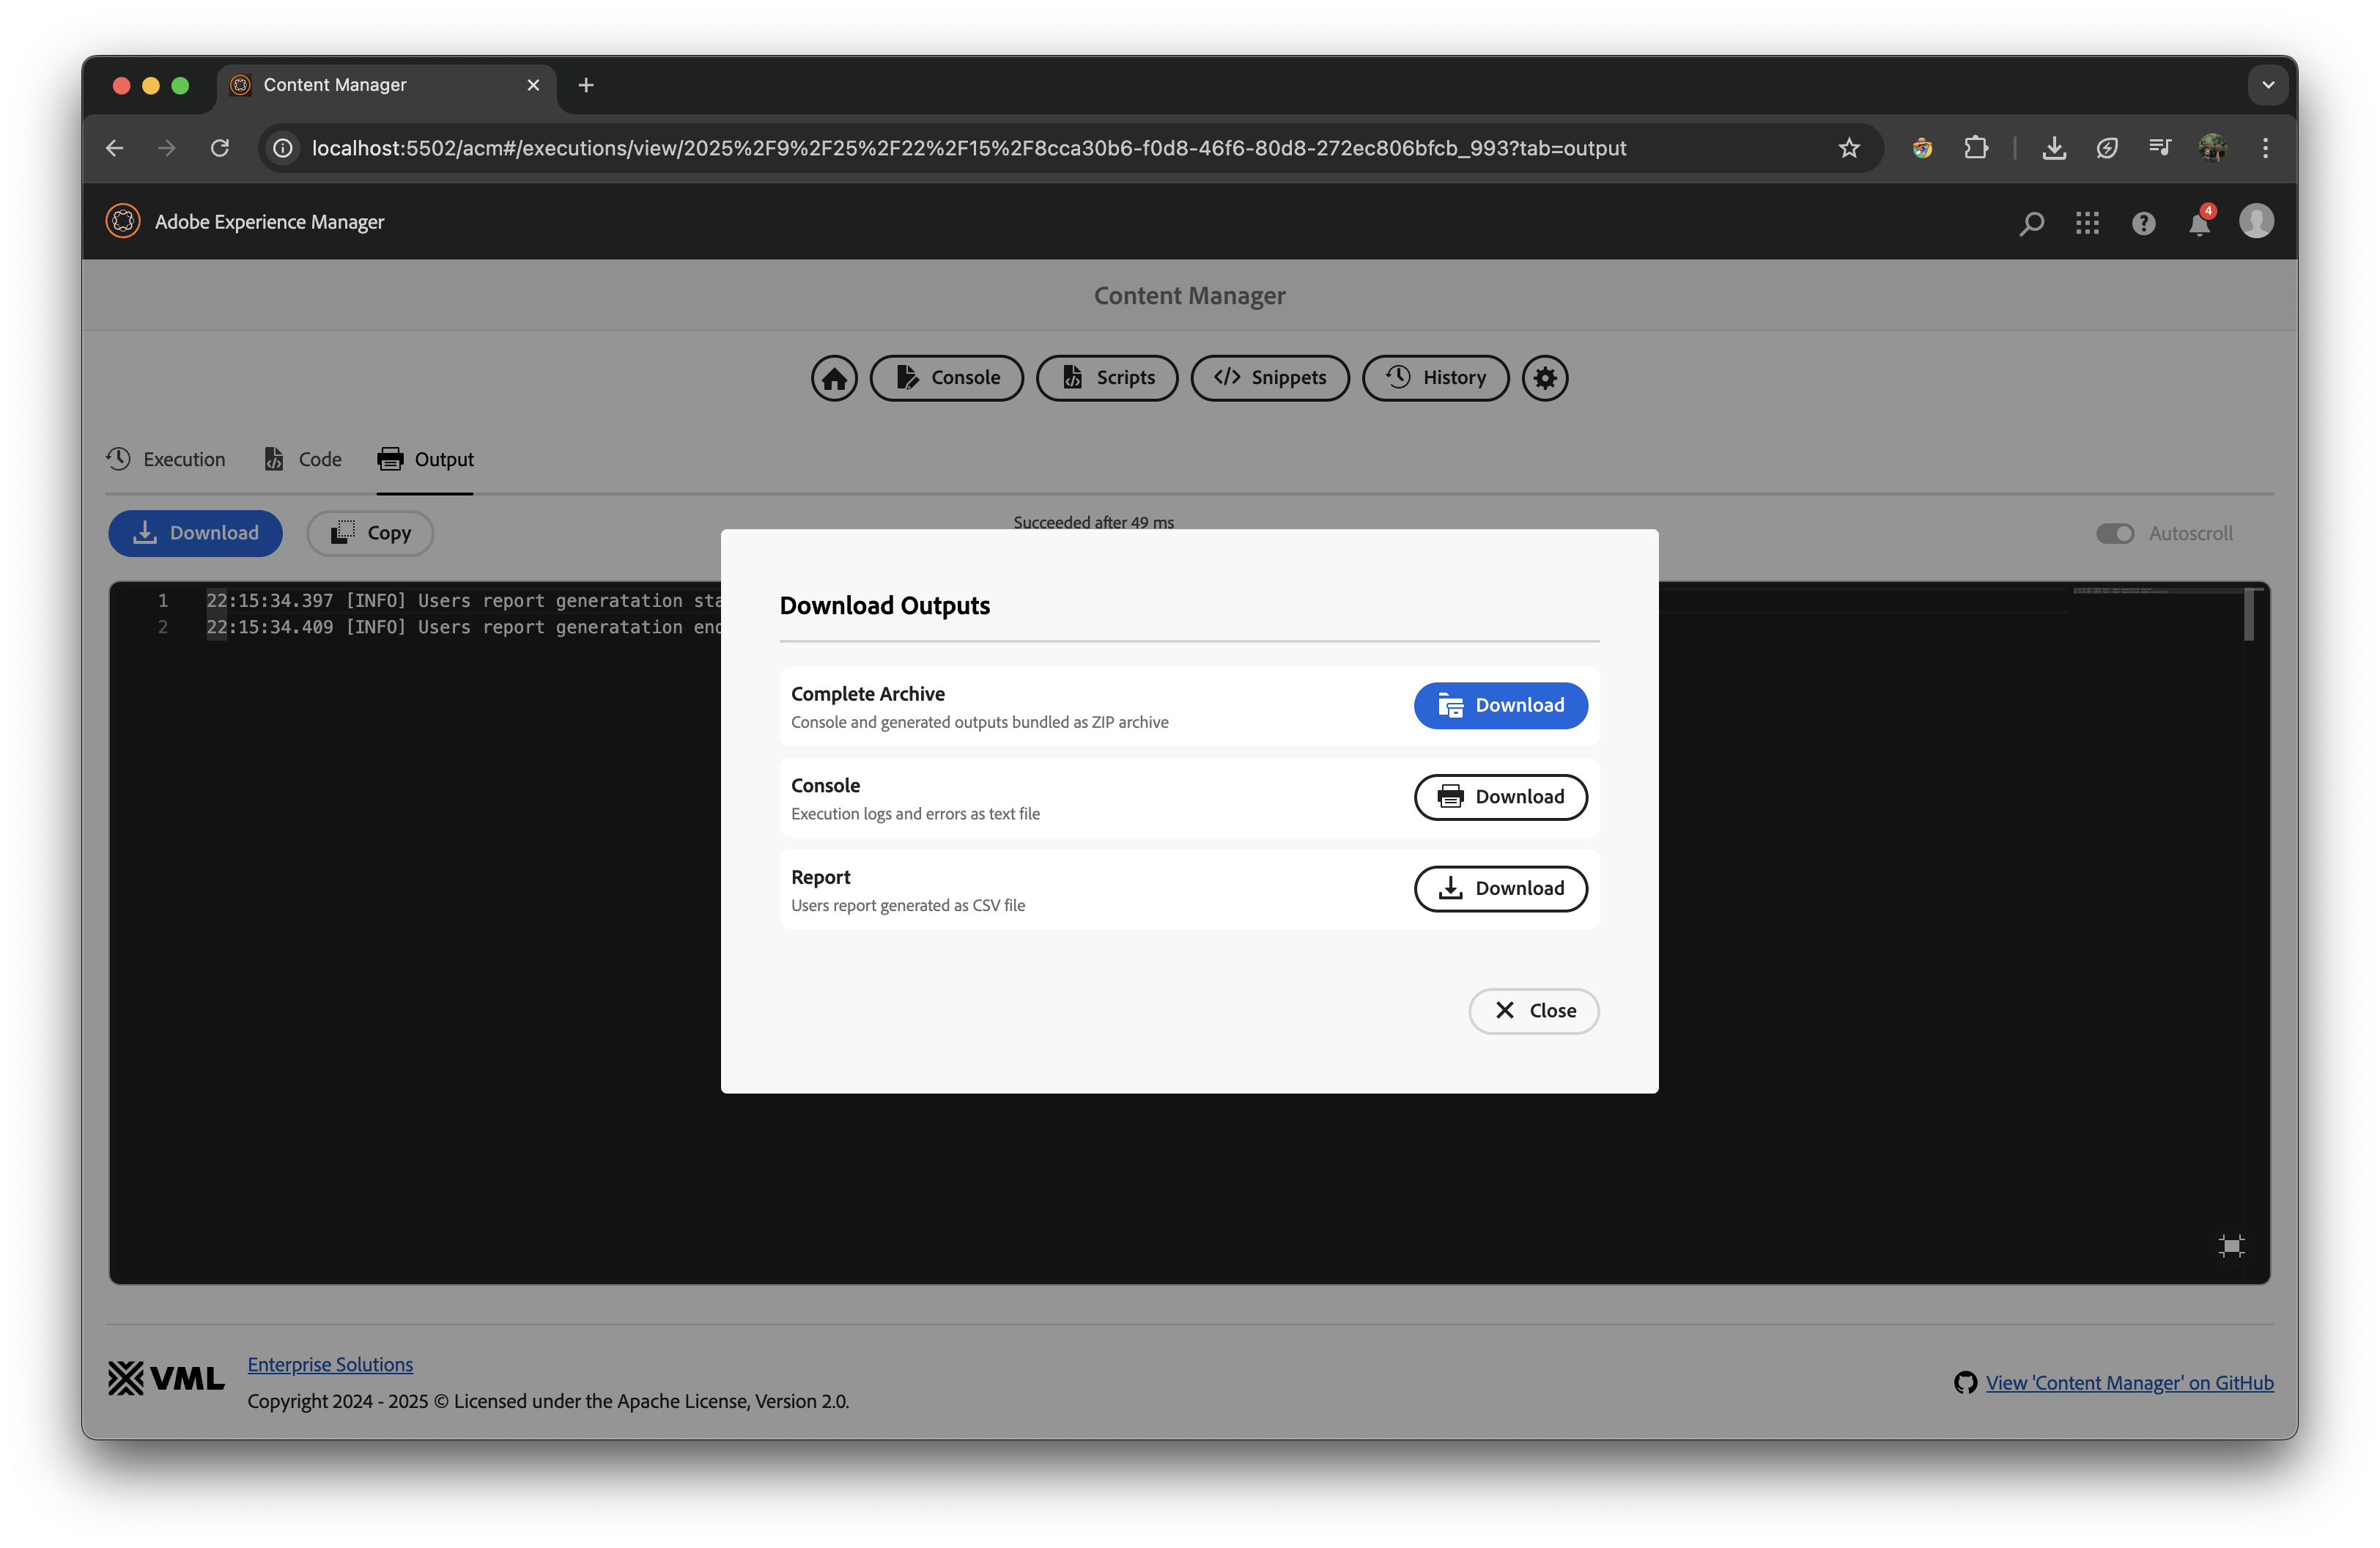 Content Manager
localhost:5502/acm#/executions/view/2025%2F9%2F25%2F22%2F15%2F8cca30b6-f0d8-46f6-80d8-272ec806bfcb_993?tab=output
Adobe Experience Manager
4
Content Manager
Console
Scripts
Snippets
History
Execution
Code
Output
Download
Copy
Succeeded after 49 ms
Autoscroll
1 22:15:34.397 [INFO] Users report generatation sta
2 22:15:34.409 [INFO] Users report generatation end
Download Outputs
Complete Archive
Console and generated outputs bundled as ZIP archive
Download
Console
Execution logs and errors as text file
Download
Report
Users report generated as CSV file
Download
Close
VML
Enterprise Solutions
Copyright 2024 - 2025 © Licensed under the Apache License, Version 2.0.
View 'Content Manager' on GitHub